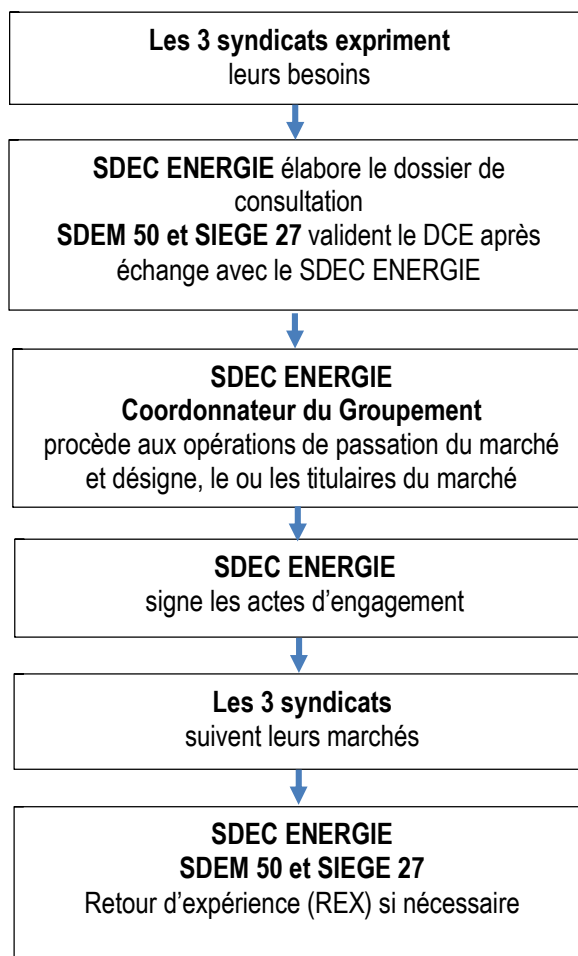 Les 3 syndicats expriment
leurs besoins
SDEC ENERGIE élabore le dossier de
consultation
SDEM 50 et SIEGE 27 valident le DCE après
échange avec le SDEC ENERGIE
SDEC ENERGIE
Coordonnateur du Groupement
procède aux opérations de passation du marché
et désigne, le ou les titulaires du marché
SDEC ENERGIE
signe les actes d’engagement
Les 3 syndicats
suivent leurs marchés
SDEC ENERGIE
SDEM 50 et SIEGE 27
Retour d’expérience (REX) si nécessaire